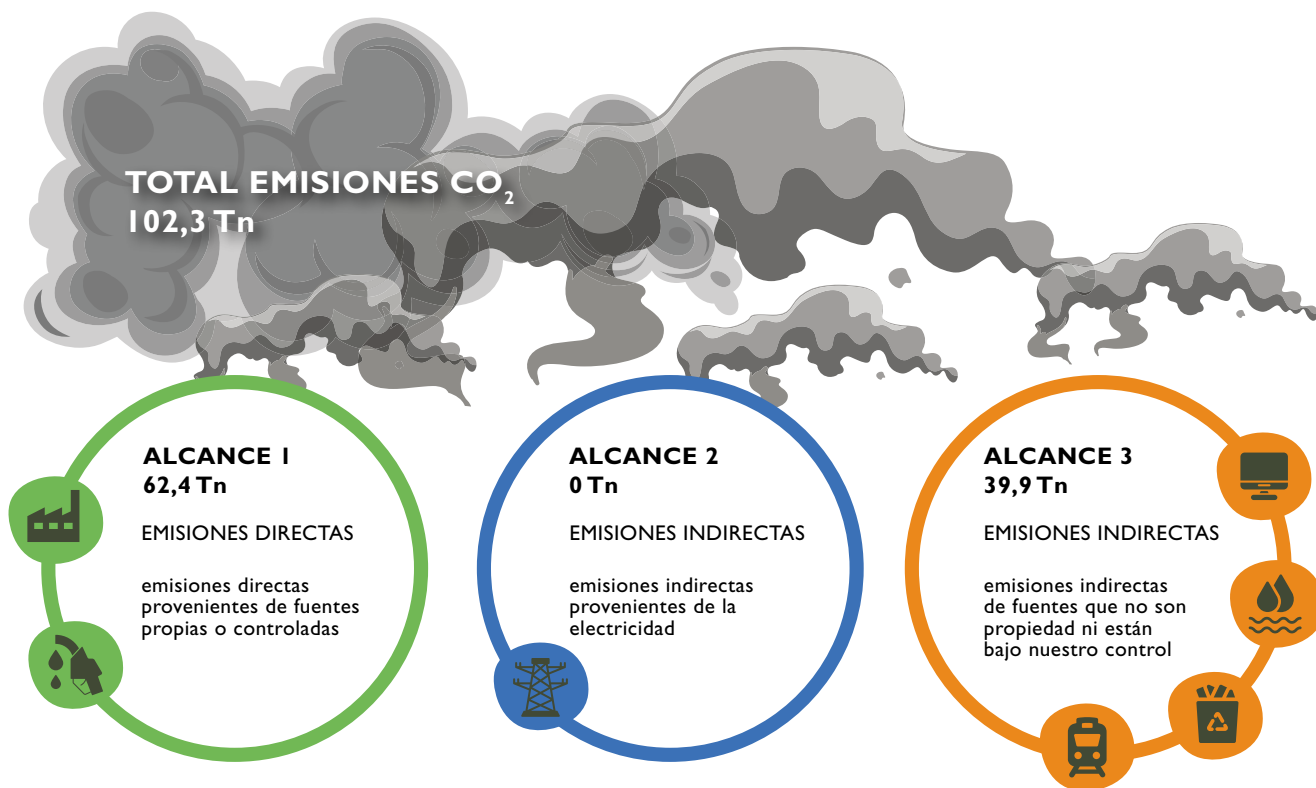 TOTAL EMISIONES CO₂
102,3 Tn
ALCANCE 1
62,4 Tn
EMISIONES DIRECTAS
emisiones directas
provenientes de fuentes
propias o controladas
ALCANCE 2
0 Tn
EMISIONES INDIRECTAS
emisiones indirectas
provenientes de la
electricidad
ALCANCE 3
39,9 Tn
EMISIONES INDIRECTAS
emisiones indirectas
de fuentes que no son
propiedad ni están
bajo nuestro control